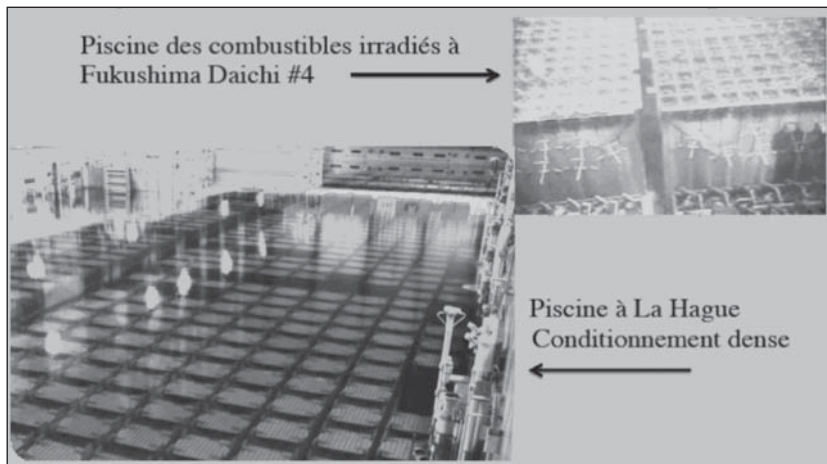 Piscine des combustibles irradiés à
Fukushima Daichi #4
Piscine à La Hague
Conditionnement dense